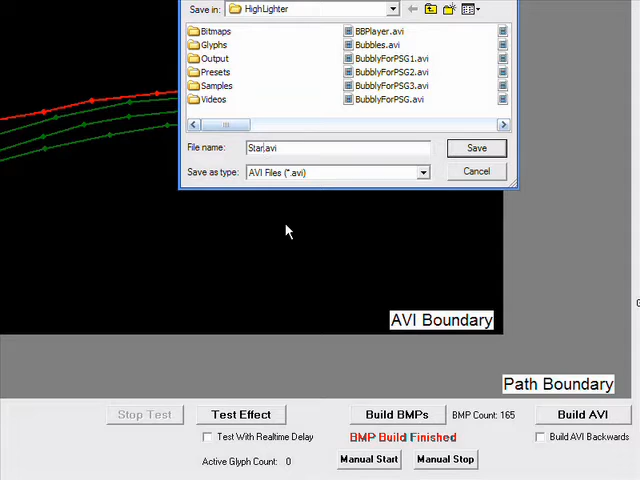 Save in: HighLighter
Bitmaps BBPlayer.avi
Glyphs Bubbles.avi
Output BubblyForPSG1.avi
Presets BubblyForPSG2.avi
Samples BubblyForPSG3.avi
Videos BubblyForPSG.avi
File name: Star.avi Save
Save as type: AVI Files (*.avi) Cancel
AVI Boundary
Path Boundary
Stop Test Test Effect Build BMPs BMP Count: 165 Build AVI
Test With Realtime Delay BMP Build Finished Build AVI Backwards
Active Glyph Count: 0 Manual Start Manual Stop